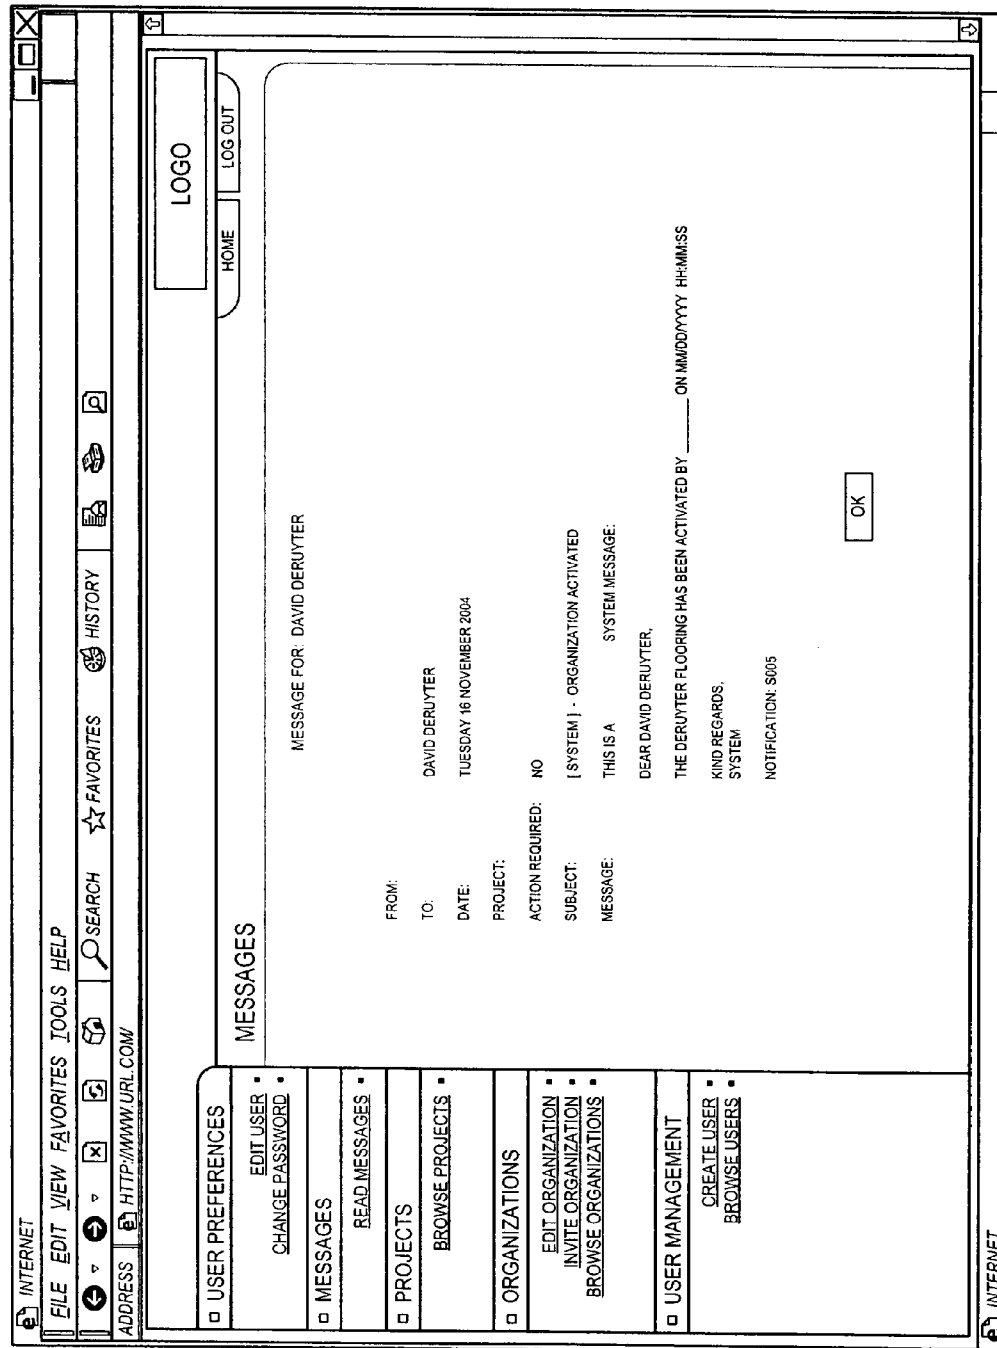 INTERNET
FILE EDIT VIEW FAVORITES TOOLS HELP
SEARCH FAVORITES HISTORY
ADDRESS HTTP://WWW.URL.COM/
LOGO
HOME LOG OUT
USER PREFERENCES
EDIT USER
CHANGE PASSWORD
MESSAGES
READ MESSAGES
PROJECTS
BROWSE PROJECTS
ORGANIZATIONS
EDIT ORGANIZATION
INVITE ORGANIZATION
BROWSE ORGANIZATIONS
USER MANAGEMENT
CREATE USER
BROWSE USERS
MESSAGES
MESSAGE FOR: DAVID DERUYTER
FROM:
TO: DAVID DERUYTER
DATE: TUESDAY 16 NOVEMBER 2004
PROJECT:
ACTION REQUIRED: NO
SUBJECT: [SYSTEM] - ORGANIZATION ACTIVATED
MESSAGE: THIS IS A SYSTEM MESSAGE:
DEAR DAVID DERUYTER,
THE DERUYTER FLOORING HAS BEEN ACTIVATED BY ______ ON MM/DD/YYYY HH:MM:SS
KIND REGARDS,
SYSTEM
NOTIFICATION: S005
OK
INTERNET